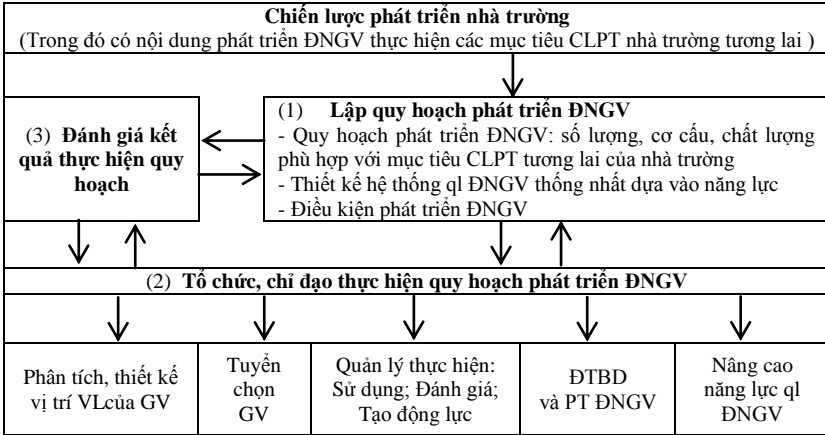 Chiến lược phát triển nhà trường
(Trong đó có nội dung phát triển ĐNGV thực hiện các mục tiêu CLPT nhà trường tương lai )
(3) Đánh giá kết
quả thực hiện quy
hoạch
(1) Lập quy hoạch phát triển ĐNGV
- Quy hoạch phát triển ĐNGV: số lượng, cơ cấu, chất lượng
phù hợp với mục tiêu CLPT tương lai của nhà trường
- Thiết kế hệ thống ql ĐNGV thống nhất dựa vào năng lực
- Điều kiện phát triển ĐNGV
(2) Tổ chức, chỉ đạo thực hiện quy hoạch phát triển ĐNGV
Phân tích, thiết kế
vị trí VLcủa GV
Tuyển
chọn
GV
Quản lý thực hiện:
Sử dụng; Đánh giá;
Tạo động lực
ĐTBD
và PT ĐNGV
Nâng cao
năng lực ql
ĐNGV